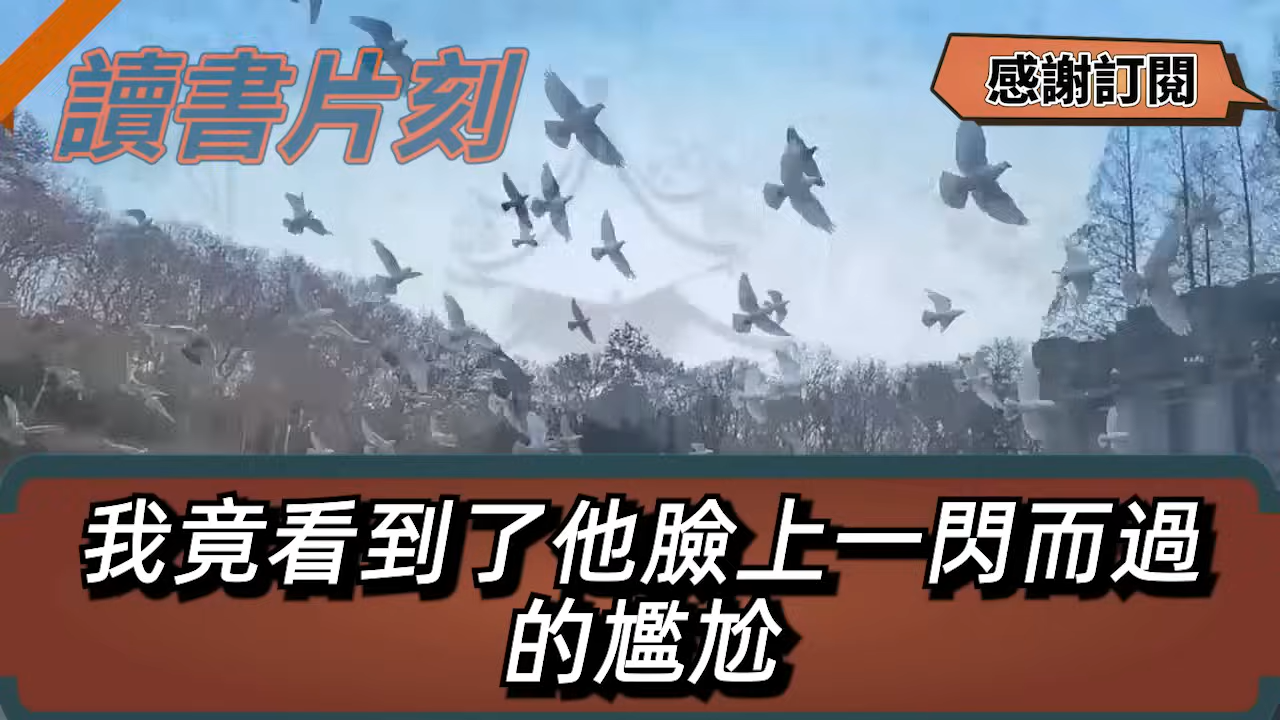 讀書片刻
感謝訂閱
我竟看到了他臉上一閃而過
的尷尬